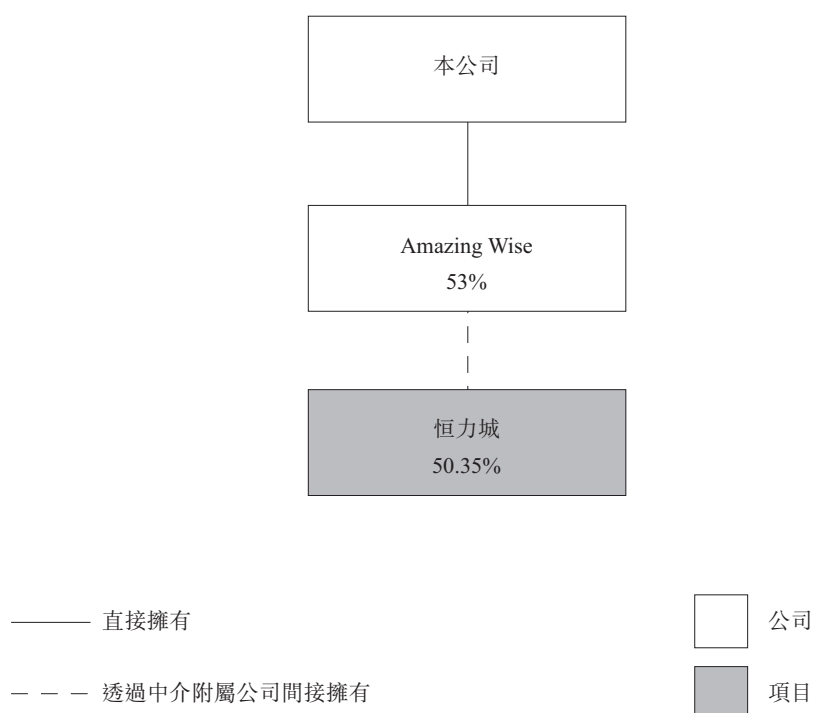 本公司
Amazing Wise
53%
恒力城
50.35%
直接擁有
公司
透過中介附屬公司間接擁有
項目